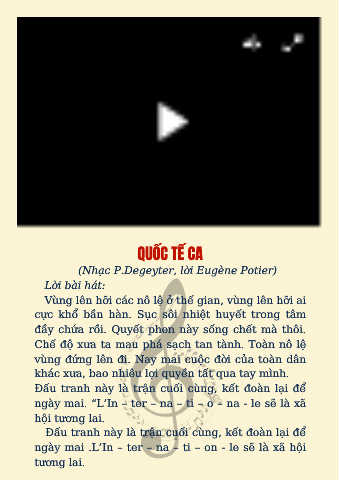 QUỐC TẾ CA
(Nhạc P.Degeyter, lời Eugène Potier)
Lời bài hát:
Vùng lên hỡi các nô lệ ở thế gian, vùng lên hỡi ai
cực khổ bần hàn. Sục sôi nhiệt huyết trong tâm
đầy chứa rồi. Quyết phen này sống chết mà thôi.
Chế độ xưa ta mau phá sạch tan tành. Toàn nô lệ
vùng đứng lên đi. Nay mai cuộc đời của toàn dân
khác xưa, bao nhiêu lợi quyền tất qua tay mình.
Đấu tranh này là trận cuối cùng, kết đoàn lại để
ngày mai. “L’In – ter – na – ti – o – na - le sẽ là xã
hội tương lai.
Đấu tranh này là trận cuối cùng, kết đoàn lại để
ngày mai .L’In – ter – na – ti – on - le sẽ là xã hội
tương lai.